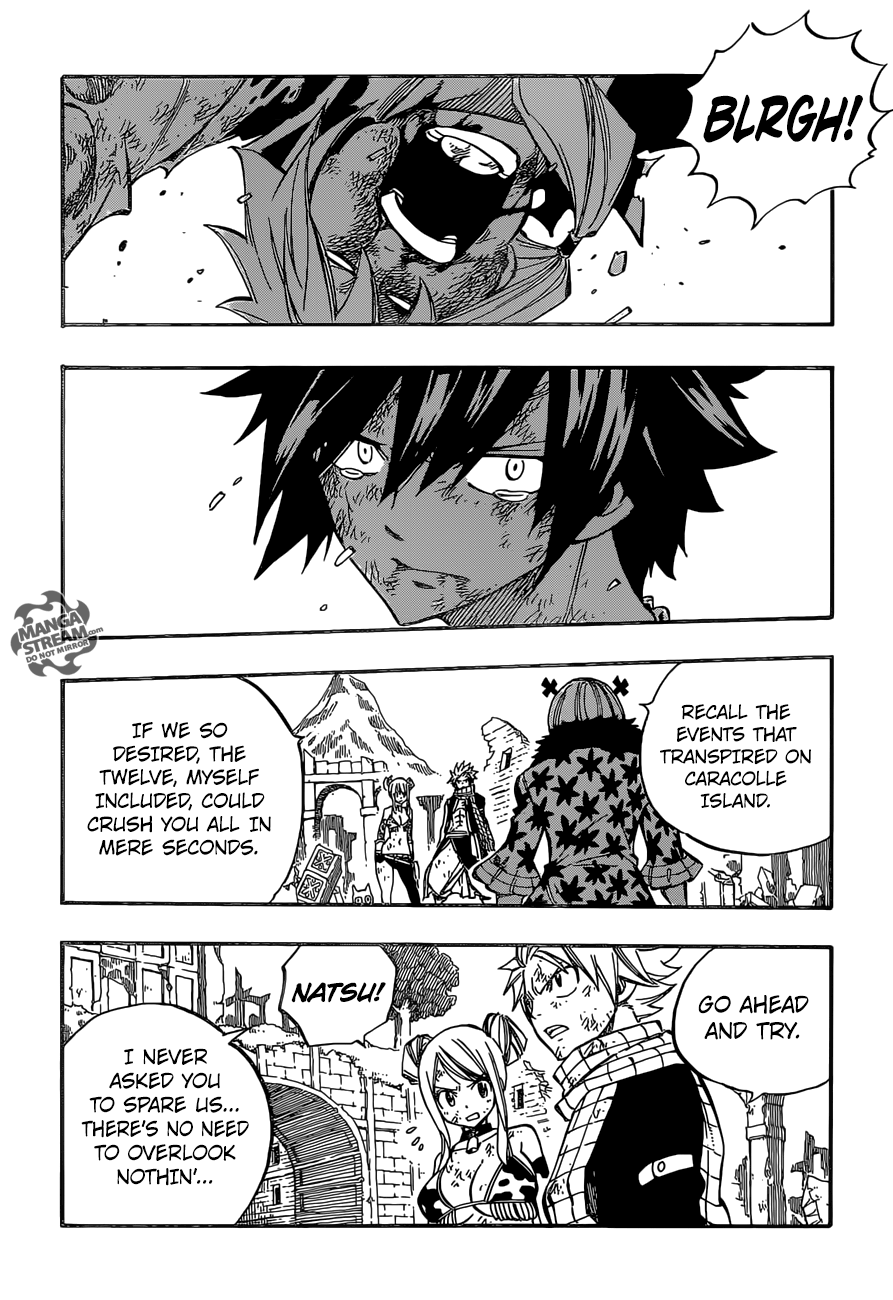 BLRGH!
MANGA
STREAM.com
DO NOT MIRROR
RECALL THE
EVENTS THAT
TRANSPIRED ON
CARACOLLE
ISLAND.
IF WE SO
DESIRED, THE
TWELVE, MYSELF
INCLUDED, COULD
CRUSH YOU ALL IN
MERE SECONDS.
GO AHEAD
AND TRY.
NATSU!
I NEVER
ASKED YOU
TO SPARE US...
THERE'S NO NEED
TO OVERLOOK
NOTHIN'...